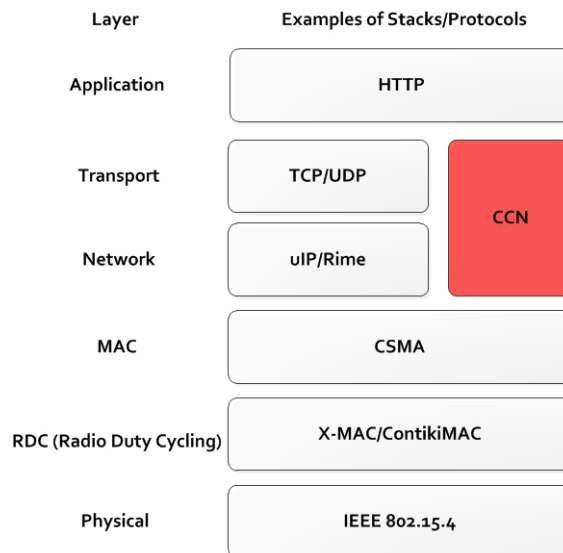 Layer Examples of Stacks/Protocols
Application HTTP
Transport TCP/UDP
CCN
Network uIP/Rime
MAC CSMA
RDC (Radio Duty Cycling) X-MAC/ContikiMAC
Physical IEEE 802.15.4